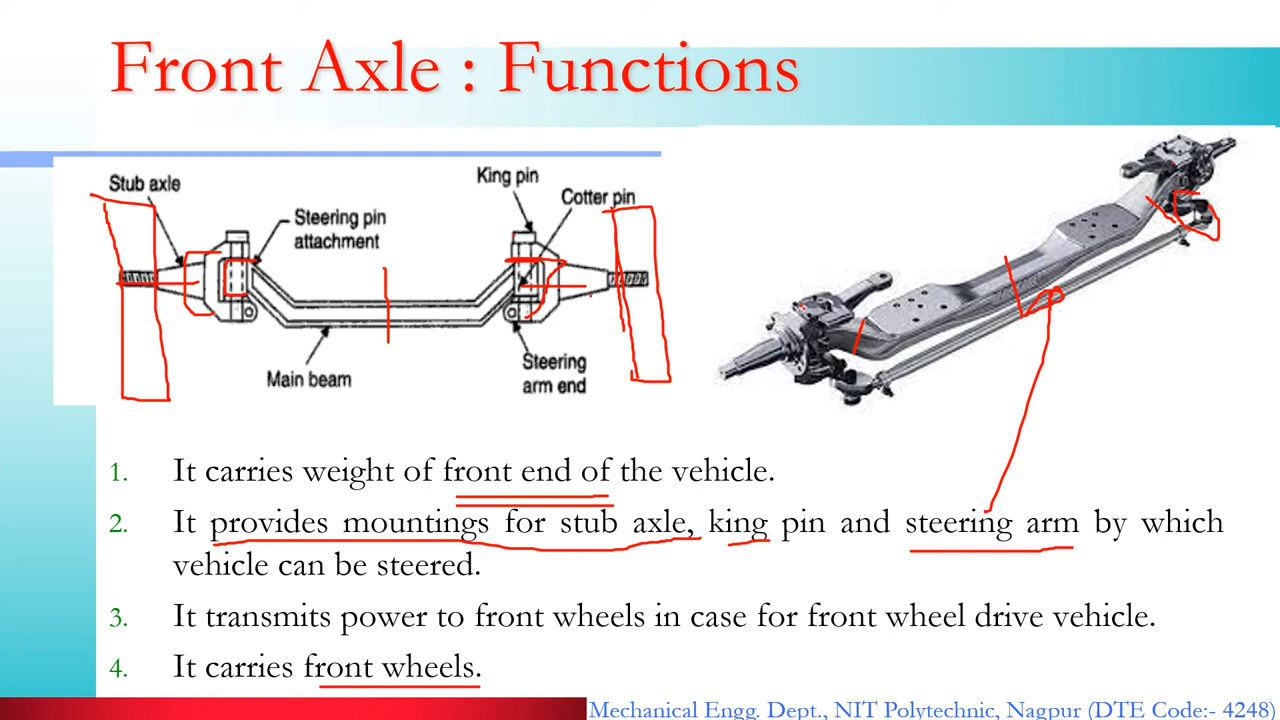 Front Axle : Functions
Stub axle
Steering pin
attachment
King pin
Cotter pin
Main beam
Steering
arm end
1. It carries weight of front end of the vehicle.
2. It provides mountings for stub axle, king pin and steering arm by which
vehicle can be steered.
3. It transmits power to front wheels in case for front wheel drive vehicle.
4. It carries front wheels.
Mechanical Engg. Dept., NIT Polytechnic, Nagpur (DTE Code:- 4248)